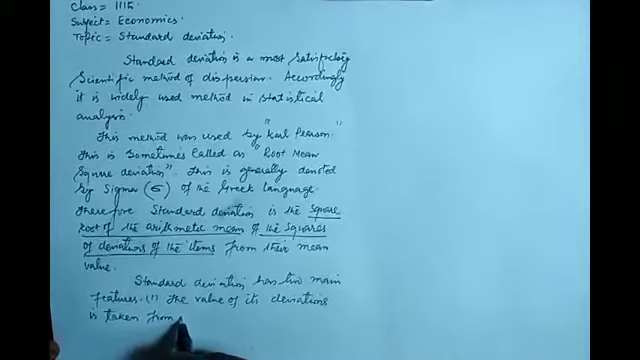 Class = 11th
Subject = Economics.
Topic = Standard deviation.
Standard deviation is a most satisfactory
Scientific method of dispersion. Accordingly
it is widely used method in statistical
analysis.
This method was used by "Karl Pearson."
This is sometimes called as "Root Mean
Square deviation". This is generally denoted
by Sigma (σ) of the Greek language.
Therefore Standard deviation is the square
root of the arithmetic mean of the squares
of deviations of the items from their mean
value.
Standard deviation has two main
features. (1) The value of its deviations
is taken from